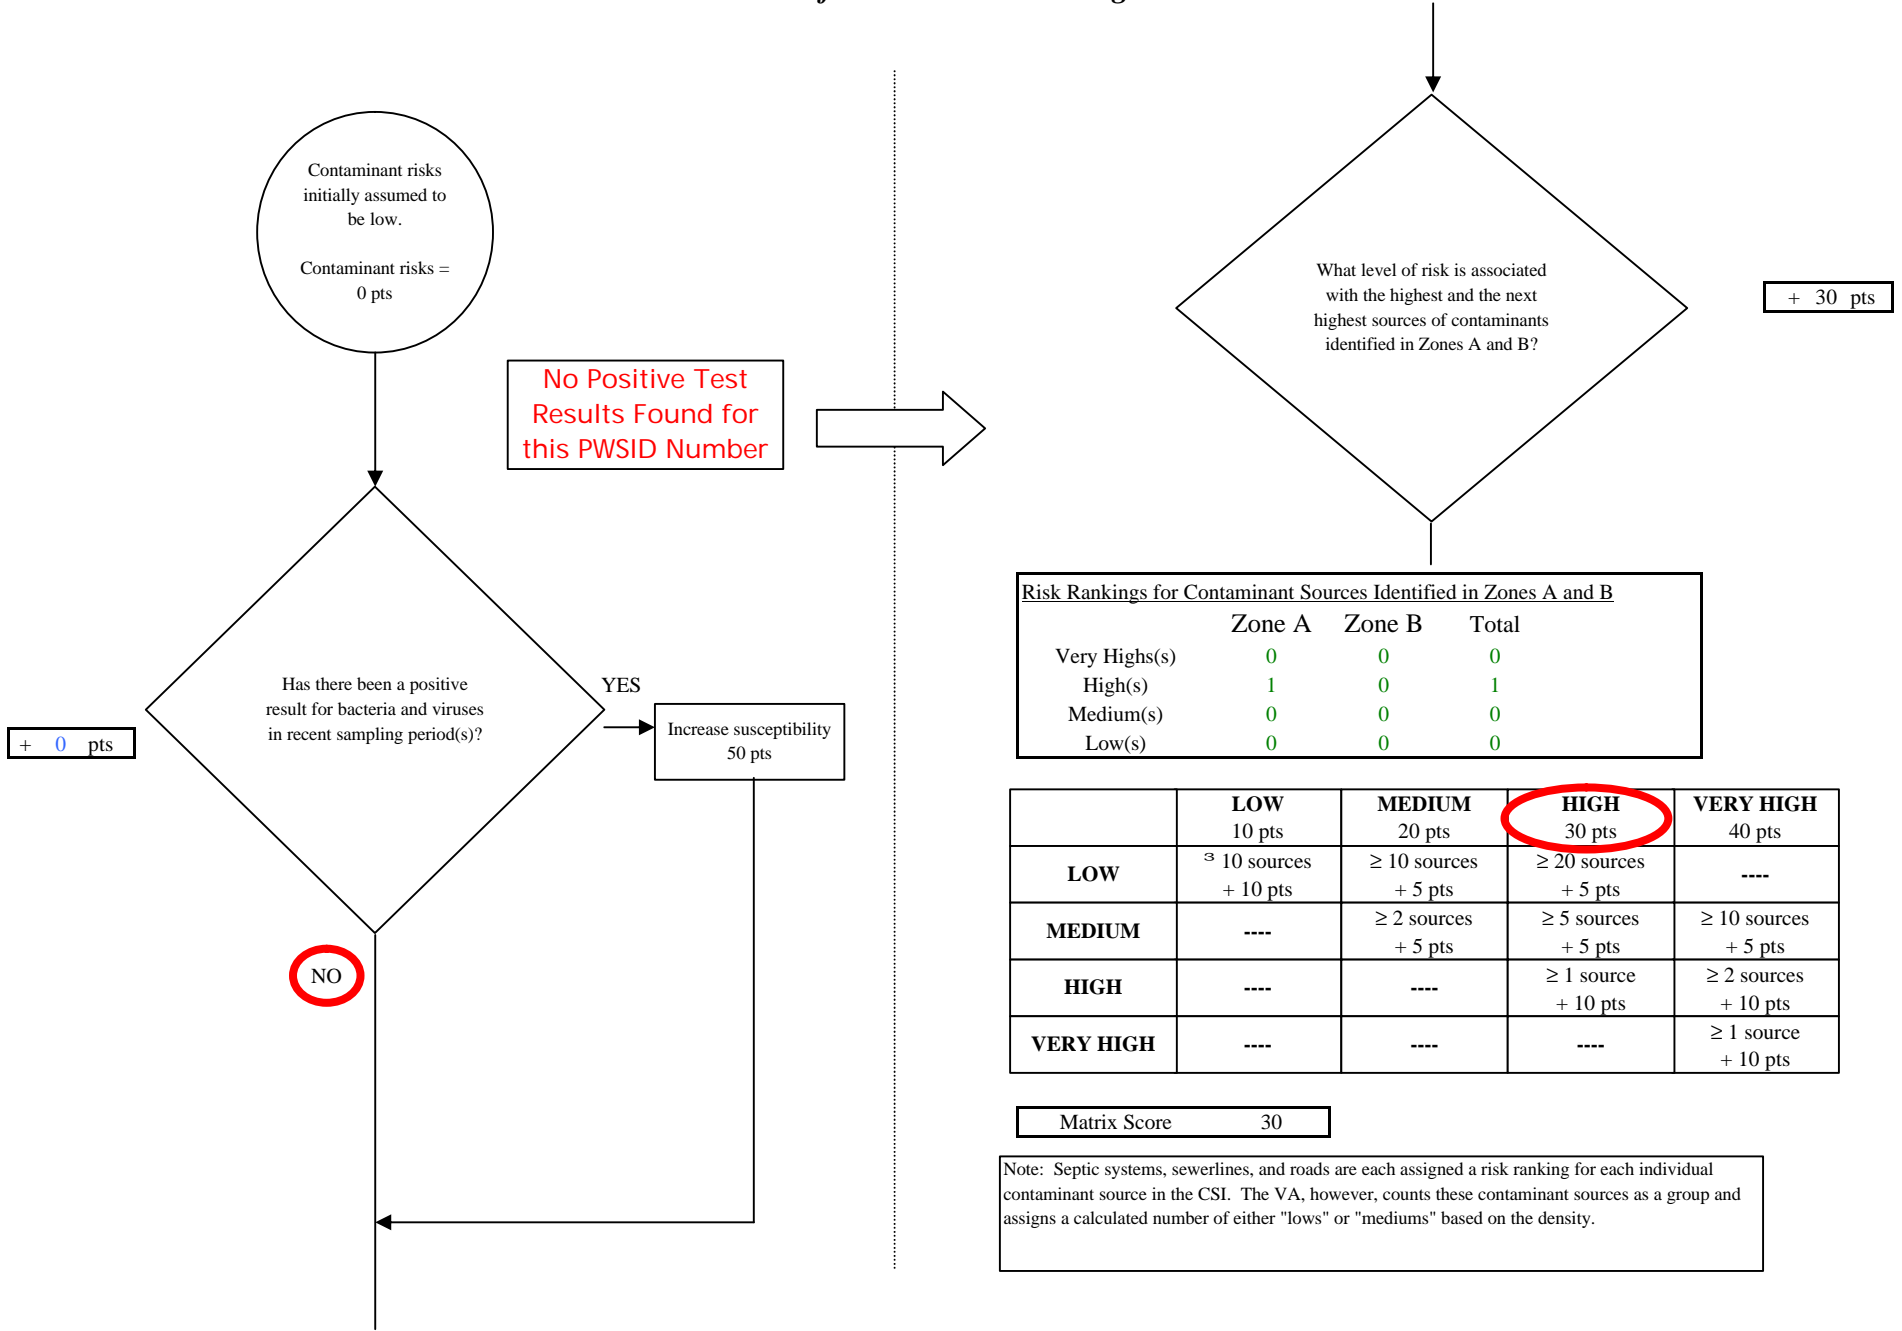 Contaminant risks
initially assumed to
be low.
Contaminant risks =
0 pts
No Positive Test
Results Found for
this PWSID Number
Has there been a positive
result for bacteria and viruses
in recent sampling period(s)?
YES
Increase susceptibility
50 pts
+ 0 pts
NO
What level of risk is associated
with the highest and the next
highest sources of contaminants
identified in Zones A and B?
+ 30 pts
Risk Rankings for Contaminant Sources Identified in Zones A and B
Zone A Zone B Total
Very Highs(s) 0 0 0
High(s) 1 0 1
Medium(s) 0 0 0
Low(s) 0 0 0
LOW MEDIUM HIGH VERY HIGH
10 pts 20 pts 30 pts 40 pts
LOW ³ 10 sources ≥ 10 sources ≥ 20 sources ----
+ 10 pts + 5 pts + 5 pts
MEDIUM ---- ≥ 2 sources ≥ 5 sources ≥ 10 sources
+ 5 pts + 5 pts + 5 pts
HIGH ---- ---- ≥ 1 source ≥ 2 sources
+ 10 pts + 10 pts
VERY HIGH ---- ---- ---- ≥ 1 source
+ 10 pts
Matrix Score 30
Note: Septic systems, sewerlines, and roads are each assigned a risk ranking for each individual
contaminant source in the CSI. The VA, however, counts these contaminant sources as a group and
assigns a calculated number of either "lows" or "mediums" based on the density.